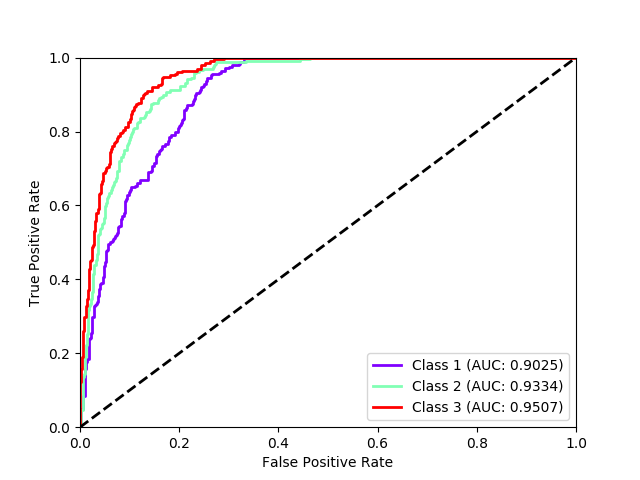 1.0
0.8
0.6
0.4
0.2
0.0
True Positive Rate
0.0 0.2 0.4 0.6 0.8 1.0
False Positive Rate
Class 1 (AUC: 0.9025)
Class 2 (AUC: 0.9334)
Class 3 (AUC: 0.9507)